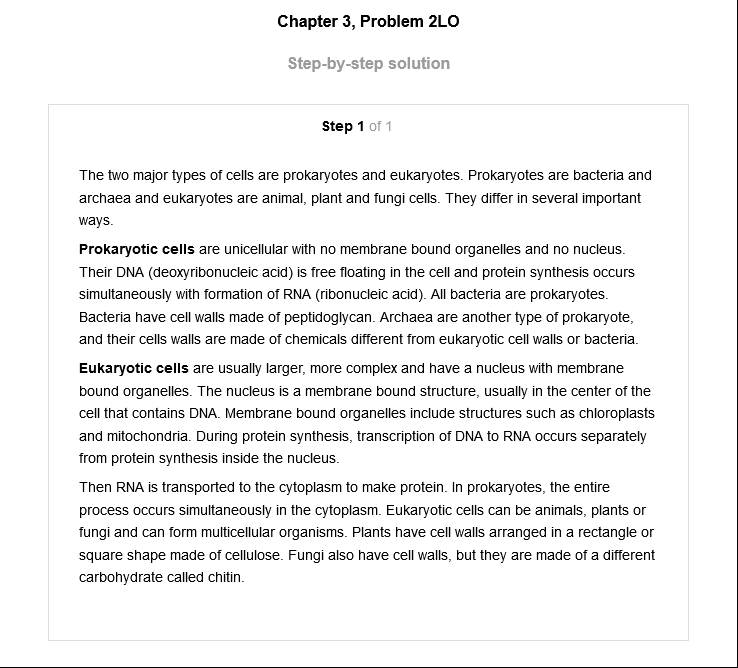 Chapter 3, Problem 2LO
Step-by-step solution
Step 1 of 1
The two major types of cells are prokaryotes and eukaryotes. Prokaryotes are bacteria and
archaea and eukaryotes are animal, plant and fungi cells. They differ in several important
ways.
Prokaryotic cells are unicellular with no membrane bound organelles and no nucleus.
Their DNA (deoxyribonucleic acid) is free floating in the cell and protein synthesis occurs
simultaneously with formation of RNA (ribonucleic acid). All bacteria are prokaryotes.
Bacteria have cell walls made of peptidoglycan. Archaea are another type of prokaryote,
and their cells walls are made of chemicals different from eukaryotic cell walls or bacteria.
Eukaryotic cells are usually larger, more complex and have a nucleus with membrane
bound organelles. The nucleus is a membrane bound structure, usually in the center of the
cell that contains DNA. Membrane bound organelles include structures such as chloroplasts
and mitochondria. During protein synthesis, transcription of DNA to RNA occurs separately
from protein synthesis inside the nucleus.
Then RNA is transported to the cytoplasm to make protein. In prokaryotes, the entire
process occurs simultaneously in the cytoplasm. Eukaryotic cells can be animals, plants or
fungi and can form multicellular organisms. Plants have cell walls arranged in a rectangle or
square shape made of cellulose. Fungi also have cell walls, but they are made of a different
carbohydrate called chitin.